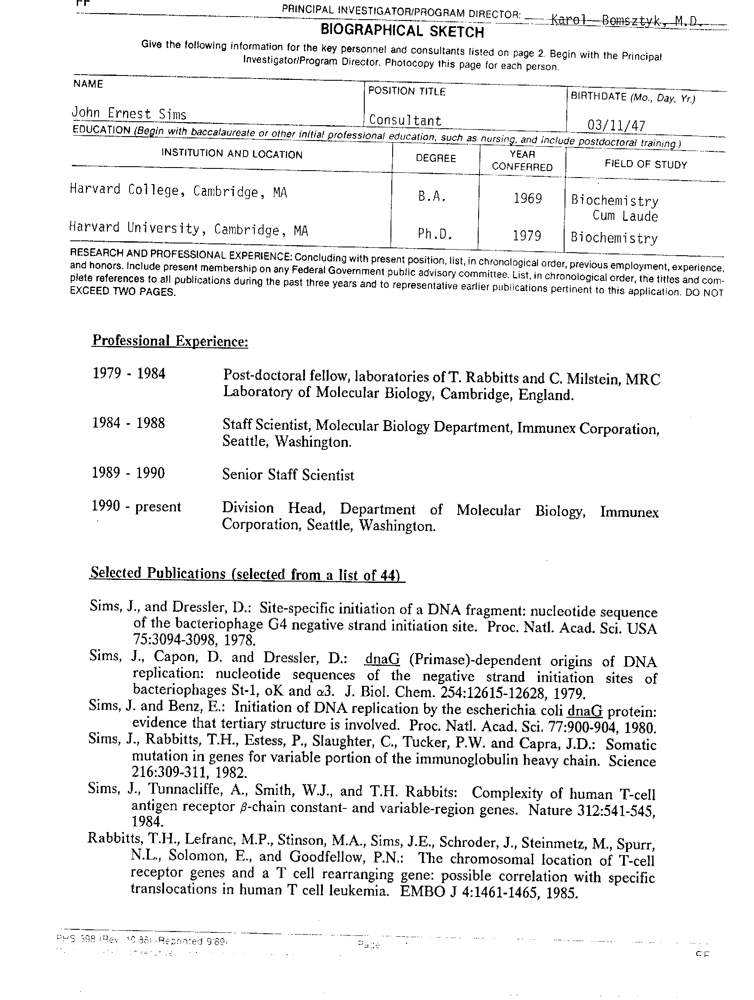 FF
PRINCIPAL INVESTIGATOR/PROGRAM DIRECTOR: Karol Bomsztyk, M.D.
BIOGRAPHICAL SKETCH
Give the following information for the key personnel and consultants listed on page 2. Begin with the Principal
Investigator/Program Director. Photocopy this page for each person.
NAME
POSITION TITLE
BIRTHDATE (Mo., Day, Yr.)
John Ernest Sims
Consultant
03/11/47
EDUCATION (Begin with baccalaureate or other initial professional education, such as nursing, and include postdoctoral training.)
INSTITUTION AND LOCATION
DEGREE
YEAR
CONFERRED
FIELD OF STUDY
Harvard College, Cambridge, MA
B.A.
1969
Biochemistry
Cum Laude
Harvard University, Cambridge, MA
Ph.D.
1979
Biochemistry
RESEARCH AND PROFESSIONAL EXPERIENCE: Concluding with present position, list, in chronological order, previous employment, experience,
and honors. Include present membership on any Federal Government public advisory committee. List, in chronological order, the titles and com-
plete references to all publications during the past three years and to representative earlier publications pertinent to this application. DO NOT
EXCEED TWO PAGES.
Professional Experience:
1979 - 1984 Post-doctoral fellow, laboratories of T. Rabbitts and C. Milstein, MRC
Laboratory of Molecular Biology, Cambridge, England.
1984 - 1988 Staff Scientist, Molecular Biology Department, Immunex Corporation,
Seattle, Washington.
1989 - 1990 Senior Staff Scientist
1990 - present Division Head, Department of Molecular Biology, Immunex
Corporation, Seattle, Washington.
Selected Publications (selected from a list of 44)
Sims, J., and Dressler, D.: Site-specific initiation of a DNA fragment: nucleotide sequence
of the bacteriophage G4 negative strand initiation site. Proc. Natl. Acad. Sci. USA
75:3094-3098, 1978.
Sims, J., Capon, D. and Dressler, D.: dnaG (Primase)-dependent origins of DNA
replication: nucleotide sequences of the negative strand initiation sites of
bacteriophages St-1, oK and α3. J. Biol. Chem. 254:12615-12628, 1979.
Sims, J. and Benz, E.: Initiation of DNA replication by the escherichia coli dnaG protein:
evidence that tertiary structure is involved. Proc. Natl. Acad. Sci. 77:900-904, 1980.
Sims, J., Rabbitts, T.H., Estess, P., Slaughter, C., Tucker, P.W. and Capra, J.D.: Somatic
mutation in genes for variable portion of the immunoglobulin heavy chain. Science
216:309-311, 1982.
Sims, J., Tunnacliffe, A., Smith, W.J., and T.H. Rabbits: Complexity of human T-cell
antigen receptor β-chain constant- and variable-region genes. Nature 312:541-545,
1984.
Rabbitts, T.H., Lefranc, M.P., Stinson, M.A., Sims, J.E., Schroder, J., Steinmetz, M., Spurr,
N.L., Solomon, E., and Goodfellow, P.N.: The chromosomal location of T-cell
receptor genes and a T cell rearranging gene: possible correlation with specific
translocations in human T cell leukemia. EMBO J 4:1461-1465, 1985.
PHS 398 (Rev. 10/88) (Reprinted 9/89)
Page
FF